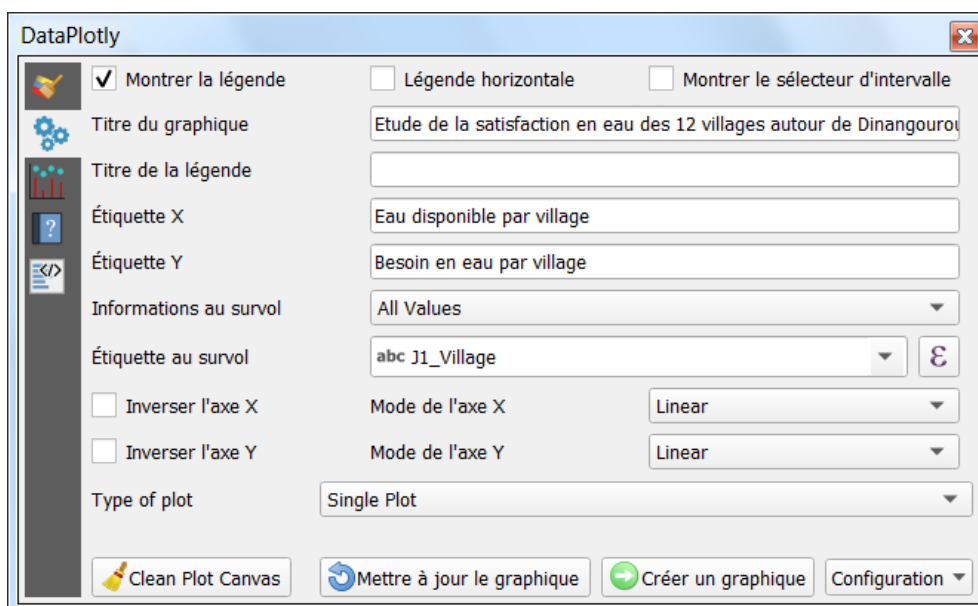 DataPlotly
Montrer la légende Légende horizontale Montrer le sélecteur d'intervalle
Titre du graphique Etude de la satisfaction en eau des 12 villages autour de Dinangourou
Titre de la légende
Étiquette X Eau disponible par village
Étiquette Y Besoin en eau par village
Informations au survol All Values
Étiquette au survol abc J1_Village ε
Inverser l'axe X Mode de l'axe X Linear
Inverser l'axe Y Mode de l'axe Y Linear
Type of plot Single Plot
Clean Plot Canvas Mettre à jour le graphique Créer un graphique Configuration